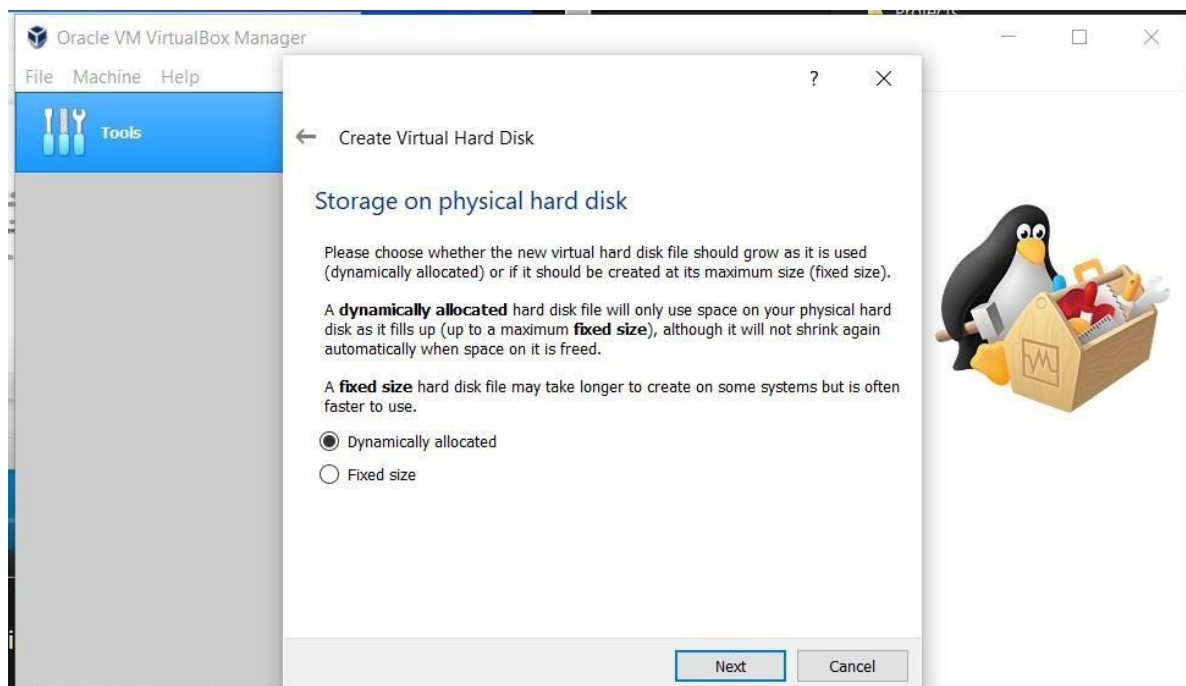 Projects
Oracle VM VirtualBox Manager
File Machine Help
Tools
?
Create Virtual Hard Disk
Storage on physical hard disk
Please choose whether the new virtual hard disk file should grow as it is used
(dynamically allocated) or if it should be created at its maximum size (fixed size).
A dynamically allocated hard disk file will only use space on your physical hard
disk as it fills up (up to a maximum fixed size), although it will not shrink again
automatically when space on it is freed.
A fixed size hard disk file may take longer to create on some systems but is often
faster to use.
Dynamically allocated
Fixed size
Next Cancel